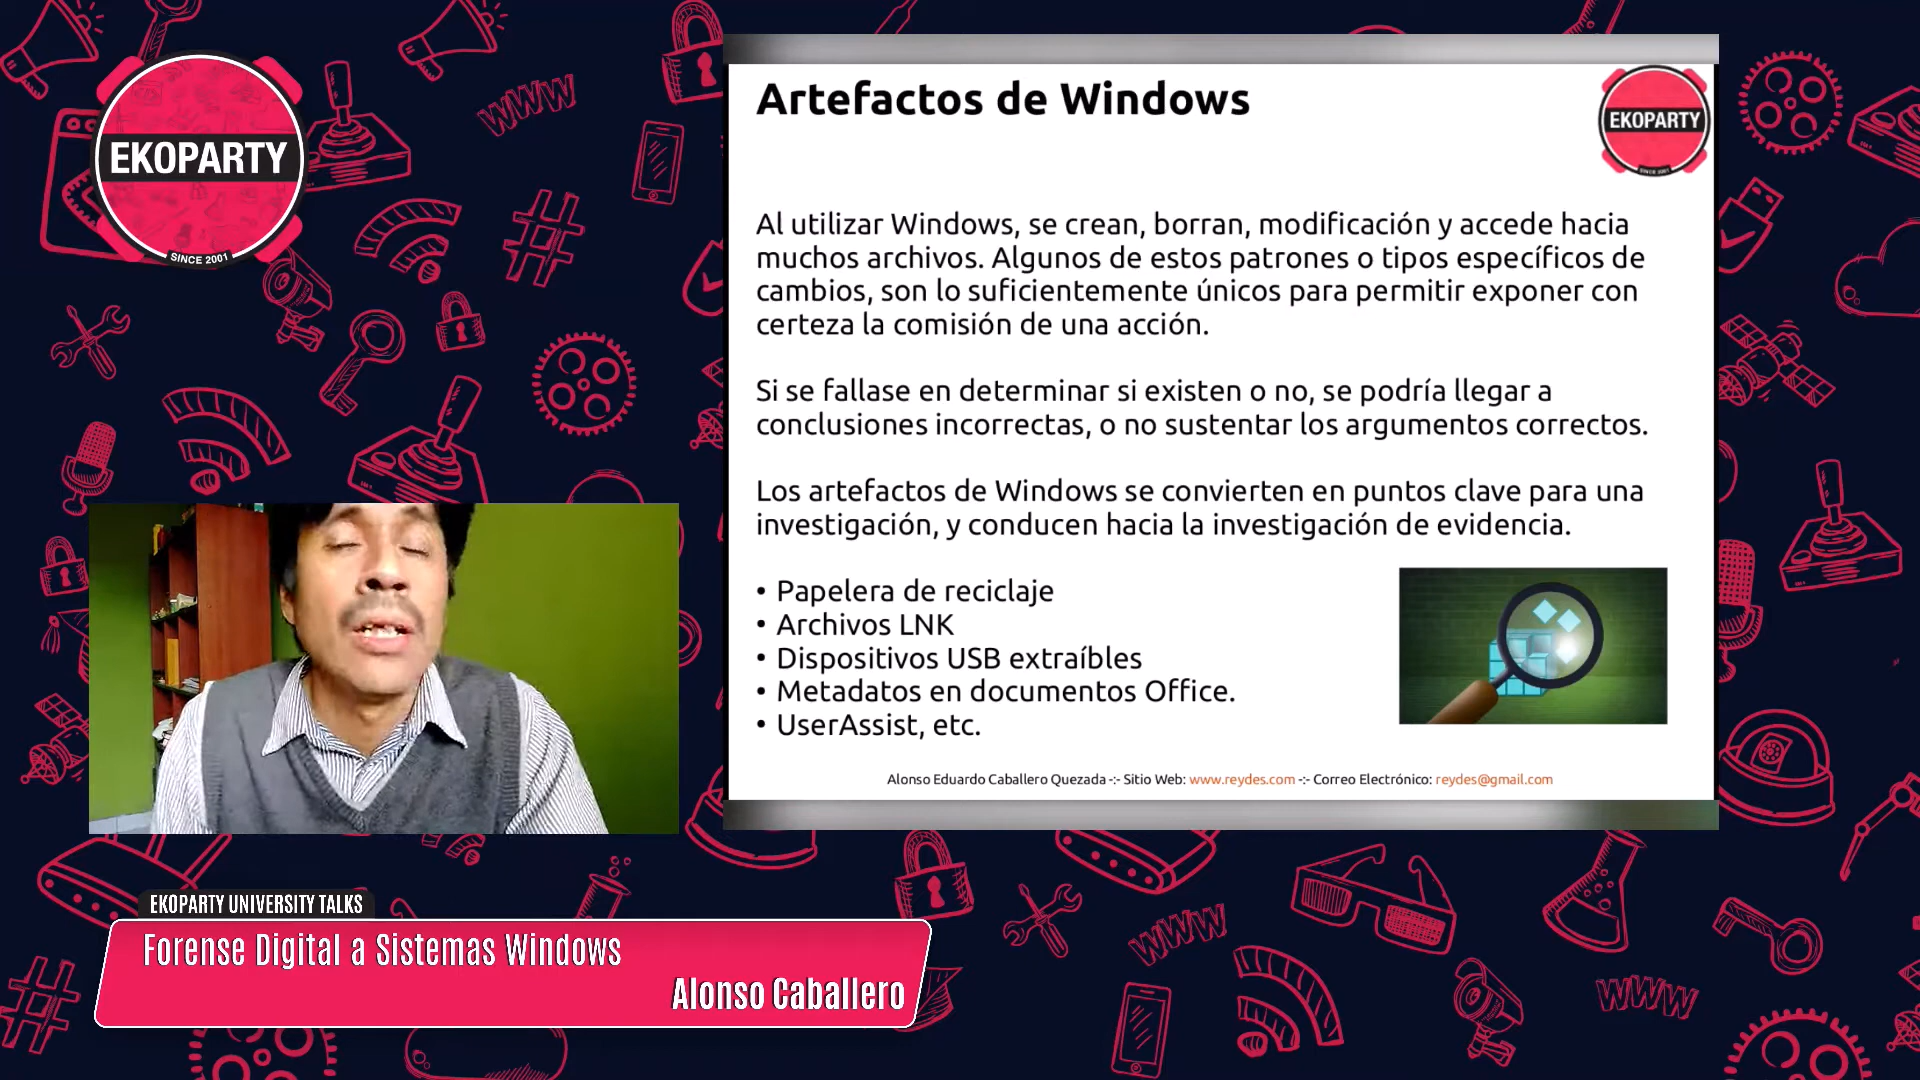 EKOPARTY
SINCE 2001
Artefactos de Windows
EKOPARTY
SINCE 2001
Al utilizar Windows, se crean, borran, modificación y accede hacia
muchos archivos. Algunos de estos patrones o tipos específicos de
cambios, son lo suficientemente únicos para permitir exponer con
certeza la comisión de una acción.
Si se fallase en determinar si existen o no, se podría llegar a
conclusiones incorrectas, o no sustentar los argumentos correctos.
Los artefactos de Windows se convierten en puntos clave para una
investigación, y conducen hacia la investigación de evidencia.
• Papelera de reciclaje
• Archivos LNK
• Dispositivos USB extraíbles
• Metadatos en documentos Office.
• UserAssist, etc.
Alonso Eduardo Caballero Quezada -:- Sitio Web: www.reydes.com -:- Correo Electrónico: reydes@gmail.com
EKOPARTY UNIVERSITY TALKS
Forense Digital a Sistemas Windows
Alonso Caballero
WWW
WWW
WWW